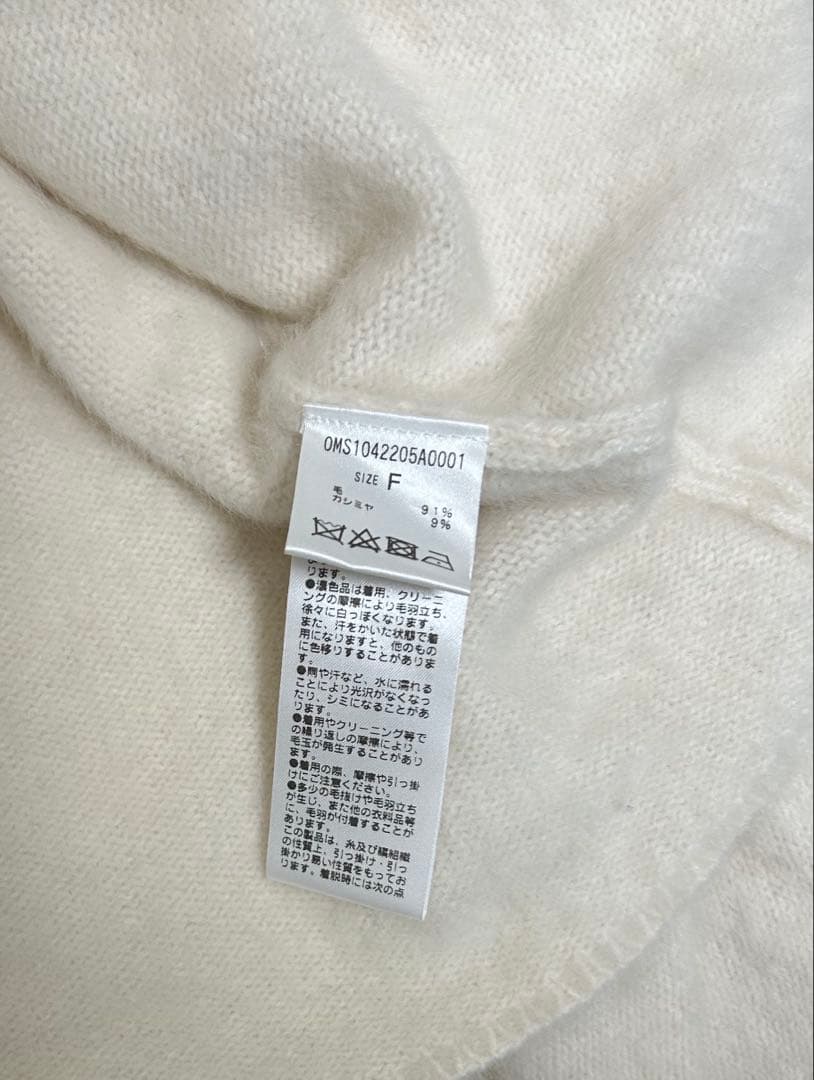 OMS1042205A0001
SIZE F
毛 91%
カシミヤ 9%
ります。
●濃色品は着用、クリーニ
ングの摩擦により毛羽立ち、
徐々に白っぽくなります。
また、汗をかいた状態で着
用になりますと、他のもの
に色移りすることがありま
す。
●雨や汗など、水に濡れる
ことにより光沢がなくなっ
たり、シミになることがあ
ります。
●着用やクリーニング等で
の繰り返しの摩擦により、
毛玉が発生することがあり
ます。
●着用の際、摩擦や引っ掛
けにご注意ください。
●多少の毛抜けや毛羽立ち
が生じ、また他の衣料品等
に、毛羽が付着することが
あります。
この製品は、糸及び編組織
の性質上、引っ掛け・引っ
掛かり易い性質をもってお
ります。着脱時には次の点